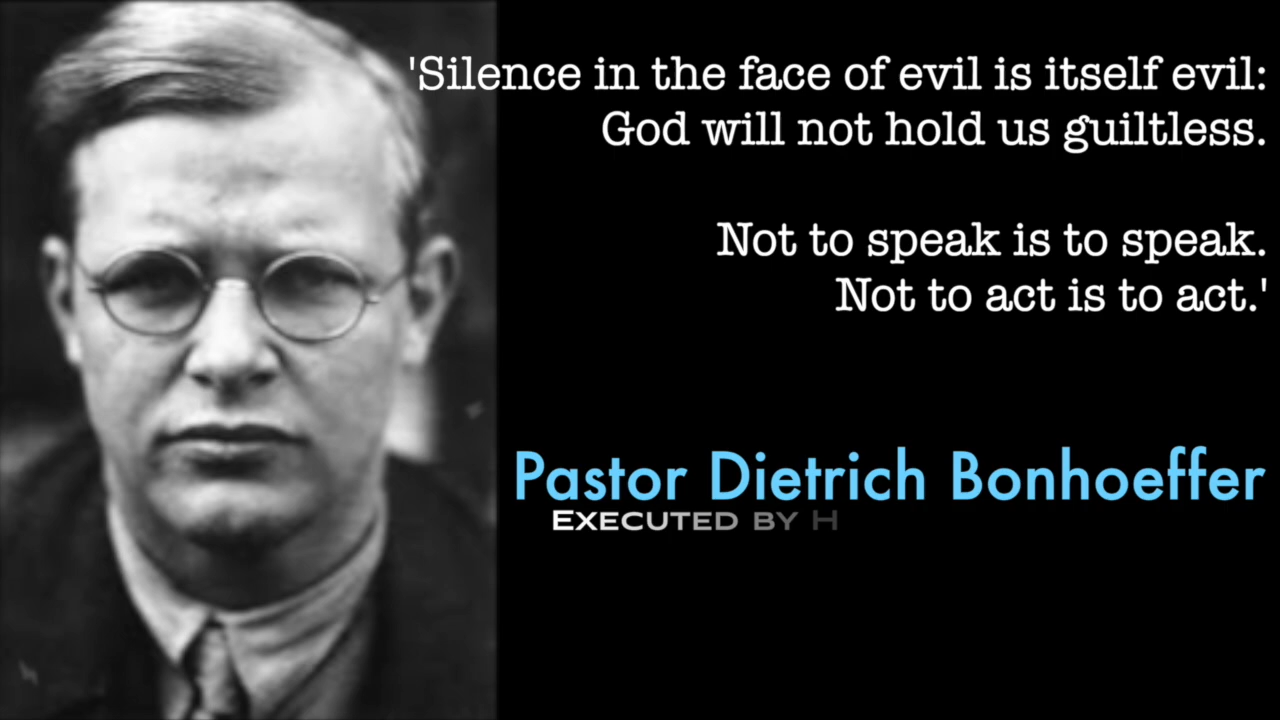 'Silence in the face of evil is itself evil:
God will not hold us guiltless.
Not to speak is to speak.
Not to act is to act.'
Pastor Dietrich Bonhoeffer
EXECUTED BY H